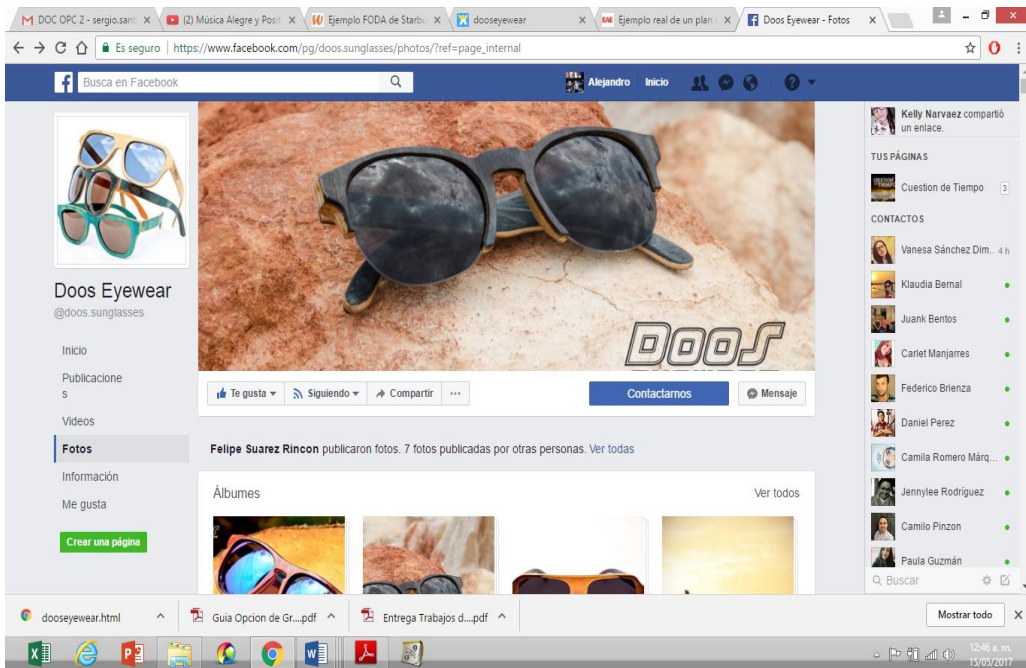 DOC OPC 2 - sergio.sant
(2) Música Alegre y Posit
Ejemplo FODA de Starbu
dooseyewear
Ejemplo real de un plan
Doos Eyewear - Fotos
Es seguro
https://www.facebook.com/pg/doos.sunglasses/photos/?ref=page_internal
Busca en Facebook
Alejandro Inicio
Kelly Narvaez compartió
un enlace.
TUS PÁGINAS
Cuestion de Tiempo 3
CONTACTOS
Vanesa Sánchez Dim.. 4 h
Klaudia Bernal
Juank Bentos
Carlet Manjarres
Federico Brienza
Daniel Perez
Camila Romero Márq...
Jennylee Rodríguez
Camilo Pinzon
Paula Guzmán
Buscar
Doos Eyewear
@doos.sunglasses
Inicio
Publicacione
s
Videos
Fotos
Información
Me gusta
Crear una página
DooS
Te gusta Siguiendo Compartir ... Contactarnos Mensaje
Felipe Suarez Rincon publicaron fotos. 7 fotos publicadas por otras personas. Ver todas
Álbumes Ver todos
dooseyewear.html Guia Opcion de Gr....pdf Entrega Trabajos d....pdf Mostrar todo
12:46 a. m.
15/05/2017